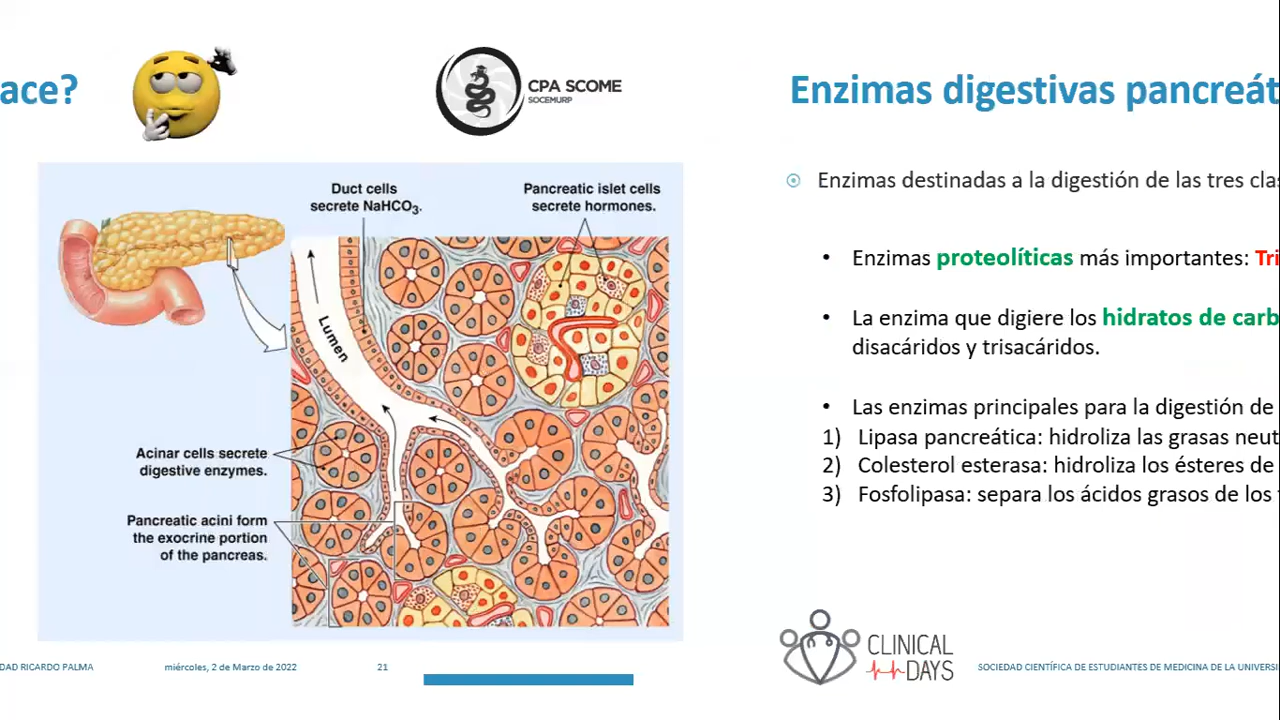 ace?
CPA SCOME
SOCEMURP
Duct cells
secrete NaHCO3.
Pancreatic islet cells
secrete hormones.
Lumen
Acinar cells secrete
digestive enzymes.
Pancreatic acini form
the exocrine portion
of the pancreas.
DAD RICARDO PALMA
miércoles, 2 de Marzo de 2022
21
Enzimas digestivas pancreát
Enzimas destinadas a la digestión de las tres cla
• Enzimas proteolíticas más importantes: Tri
• La enzima que digiere los hidratos de carb
disacáridos y trisacáridos.
• Las enzimas principales para la digestión de
1) Lipasa pancreática: hidroliza las grasas neut
2) Colesterol esterasa: hidroliza los ésteres de
3) Fosfolipasa: separa los ácidos grasos de los
CLINICAL
DAYS
SOCIEDAD CIENTÍFICA DE ESTUDIANTES DE MEDICINA DE LA UNIVERSI